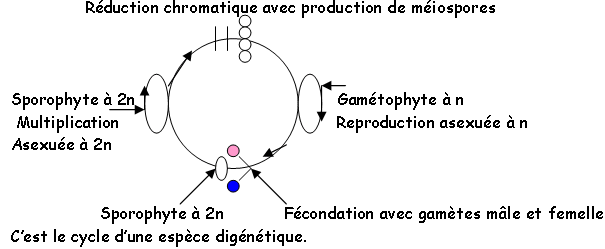 Réduction chromatique avec production de méiospores
Sporophyte à 2n
Multiplication
Asexuée à 2n
Gamétophyte à n
Reproduction asexuée à n
Sporophyte à 2n
Fécondation avec gamètes mâle et femelle
C'est le cycle d'une espèce digénétique.